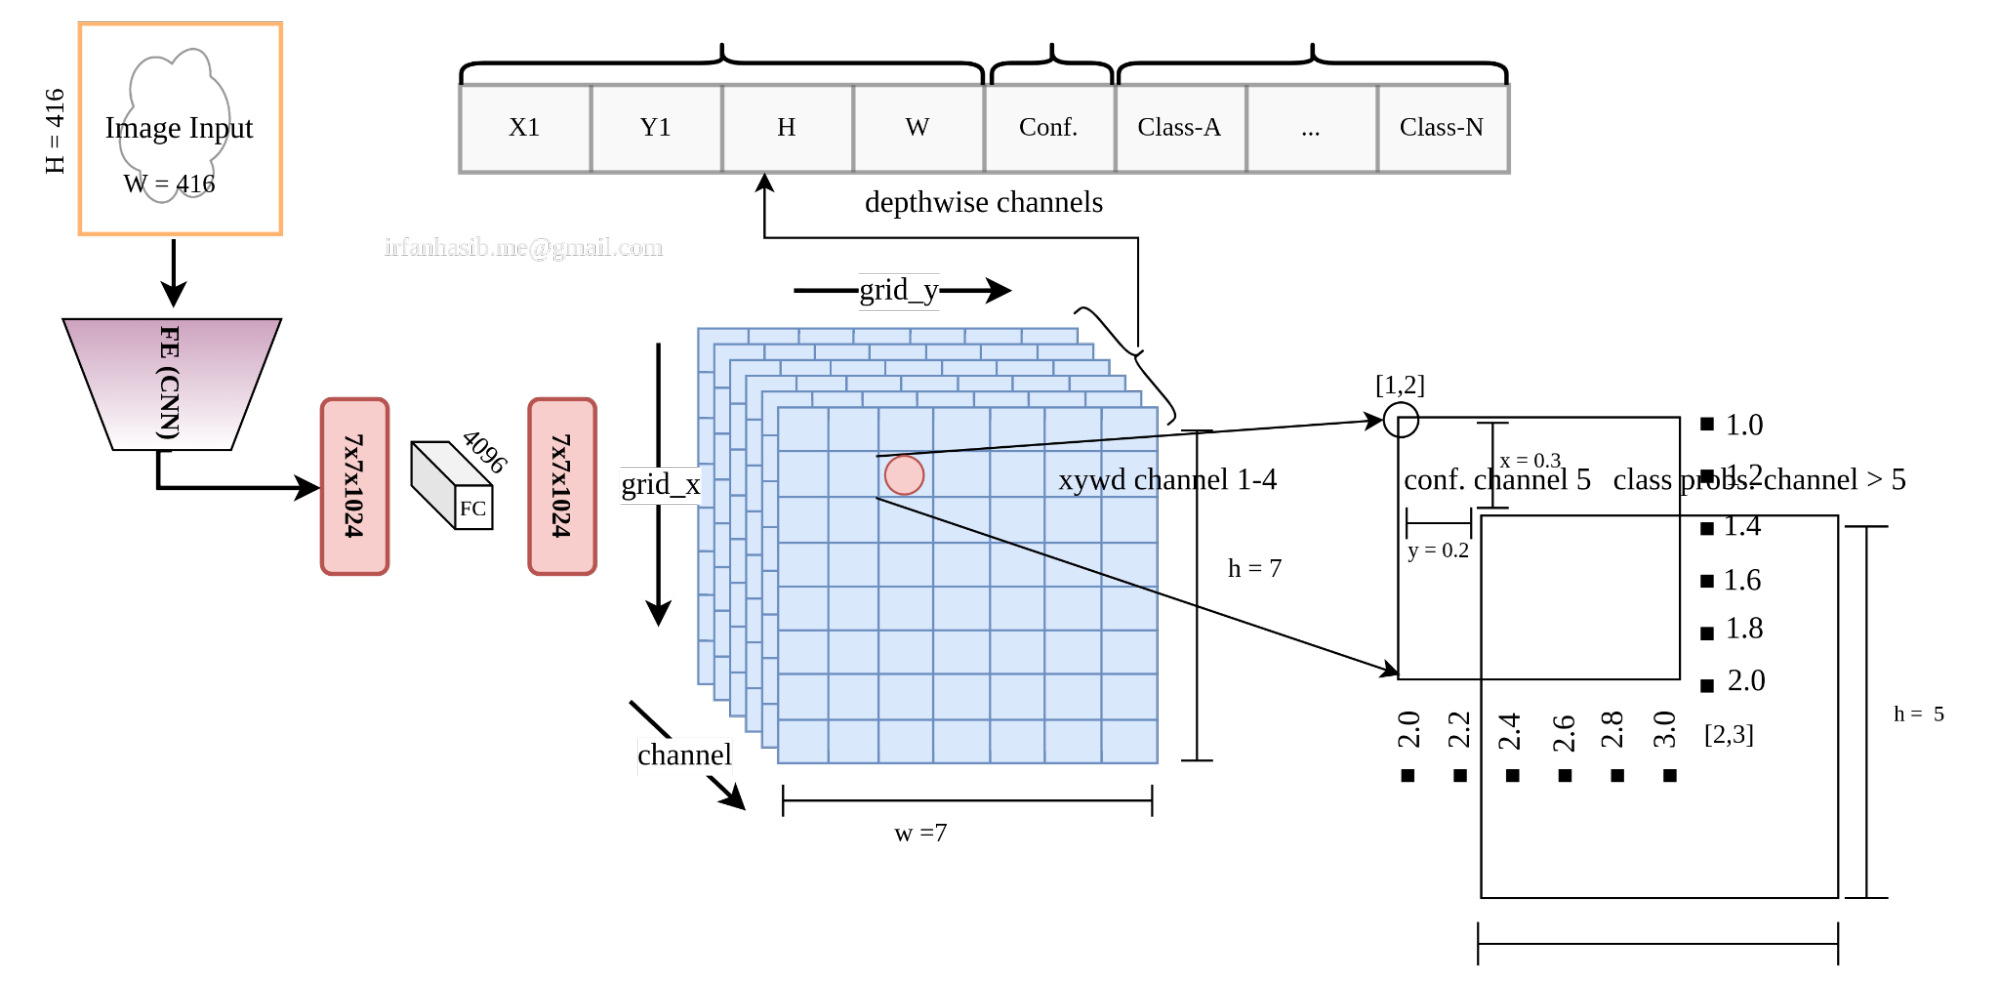 H = 416
Image Input
W = 416
X1
Y1
H
W
Conf.
Class-A
...
Class-N
depthwise channels
irfanhasib.me@gmail.com
grid_y
FE (CNN)
7x7x1024
4096
FC
7x7x1024
grid_x
channel
w =7
h = 7
xywd channel 1-4
conf. channel 5
class probs. channel > 5
[1,2]
x = 0.3
y = 0.2
1.0
1.2
1.4
1.6
1.8
2.0
2.0
2.2
2.4
2.6
2.8
3.0
[2,3]
h = 5